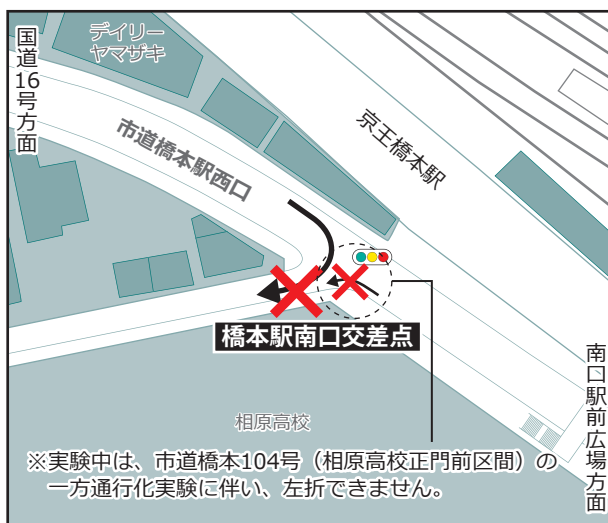 国道16号方面
デイリー
ヤマザキ
市道橋本駅西口
京王橋本駅
橋本駅南口交差点
南口駅前広場方面
相原高校
※実験中は、市道橋本104号（相原高校正門前区間）の
一方通行化実験に伴い、左折できません。